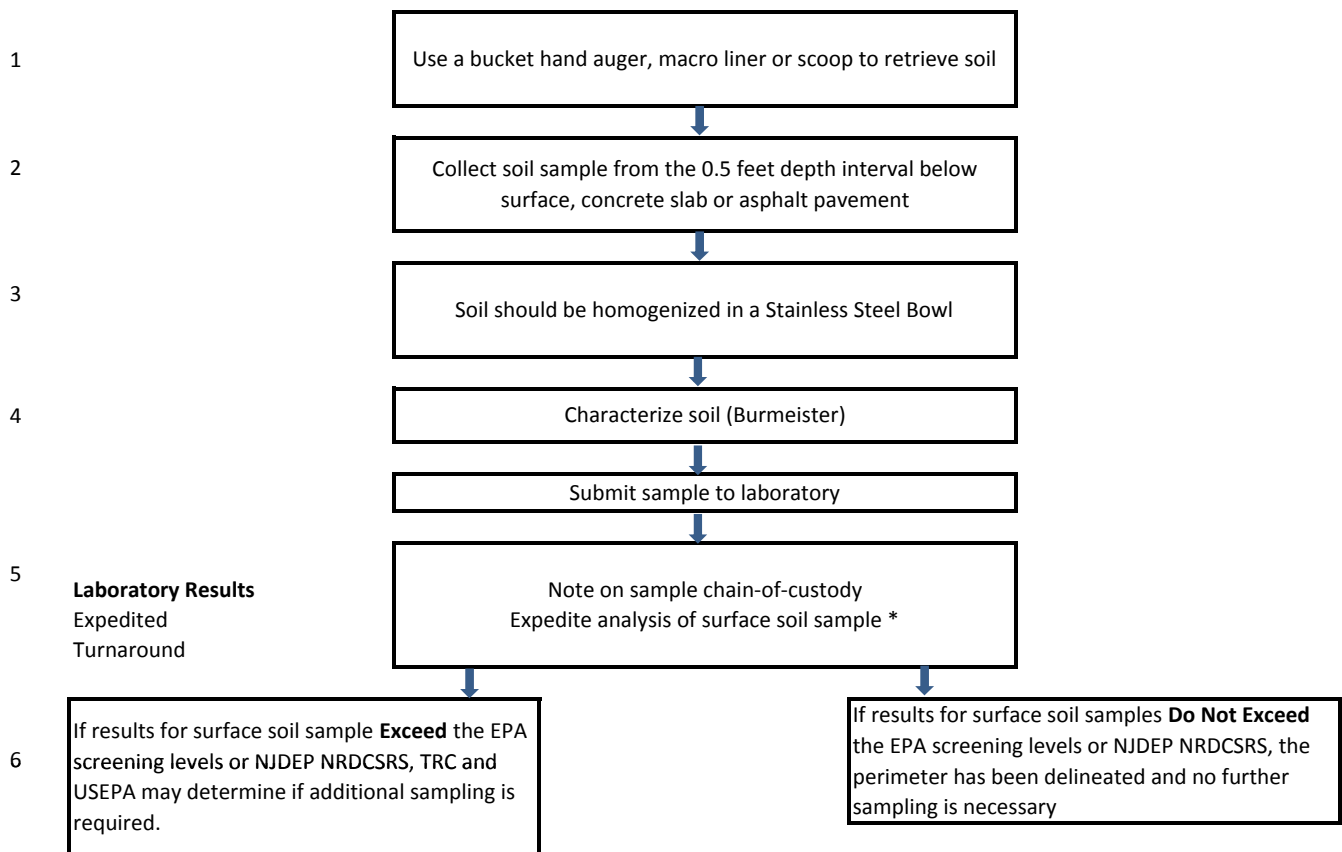 1
Use a bucket hand auger, macro liner or scoop to retrieve soil
2
Collect soil sample from the 0.5 feet depth interval below
surface, concrete slab or asphalt pavement
3
Soil should be homogenized in a Stainless Steel Bowl
4
Characterize soil (Burmeister)
Submit sample to laboratory
5
Laboratory Results
Expedited
Turnaround
Note on sample chain-of-custody
Expedite analysis of surface soil sample *
6
If results for surface soil sample Exceed the EPA
screening levels or NJDEP NRDCSRS, TRC and
USEPA may determine if additional sampling is
required.
If results for surface soil samples Do Not Exceed
the EPA screening levels or NJDEP NRDCSRS, the
perimeter has been delineated and no further
sampling is necessary